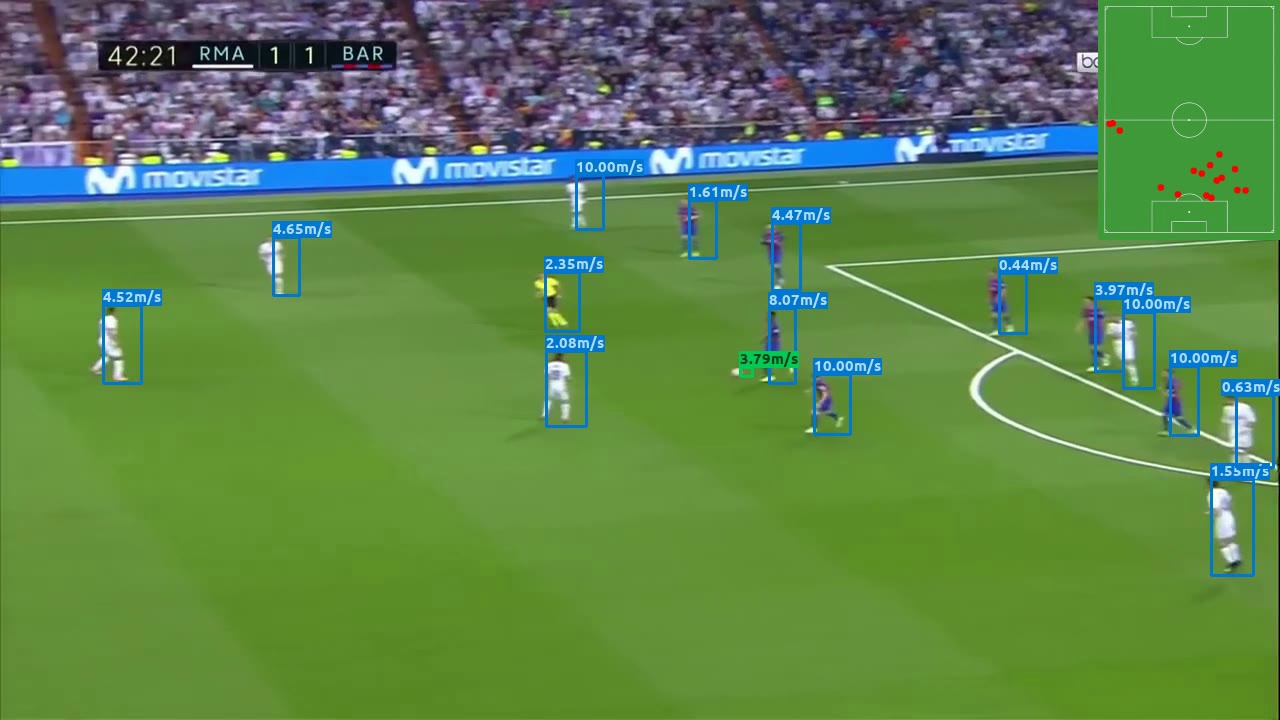 42:21 RMA 1 1 BAR
movistar movistar movistar movistar
10.00m/s
1.61m/s
4.47m/s
4.65m/s
2.35m/s
0.44m/s
4.52m/s
8.07m/s
3.97m/s
10.00m/s
2.08m/s
3.79m/s
10.00m/s
10.00m/s
0.63m/s
1.55m/s